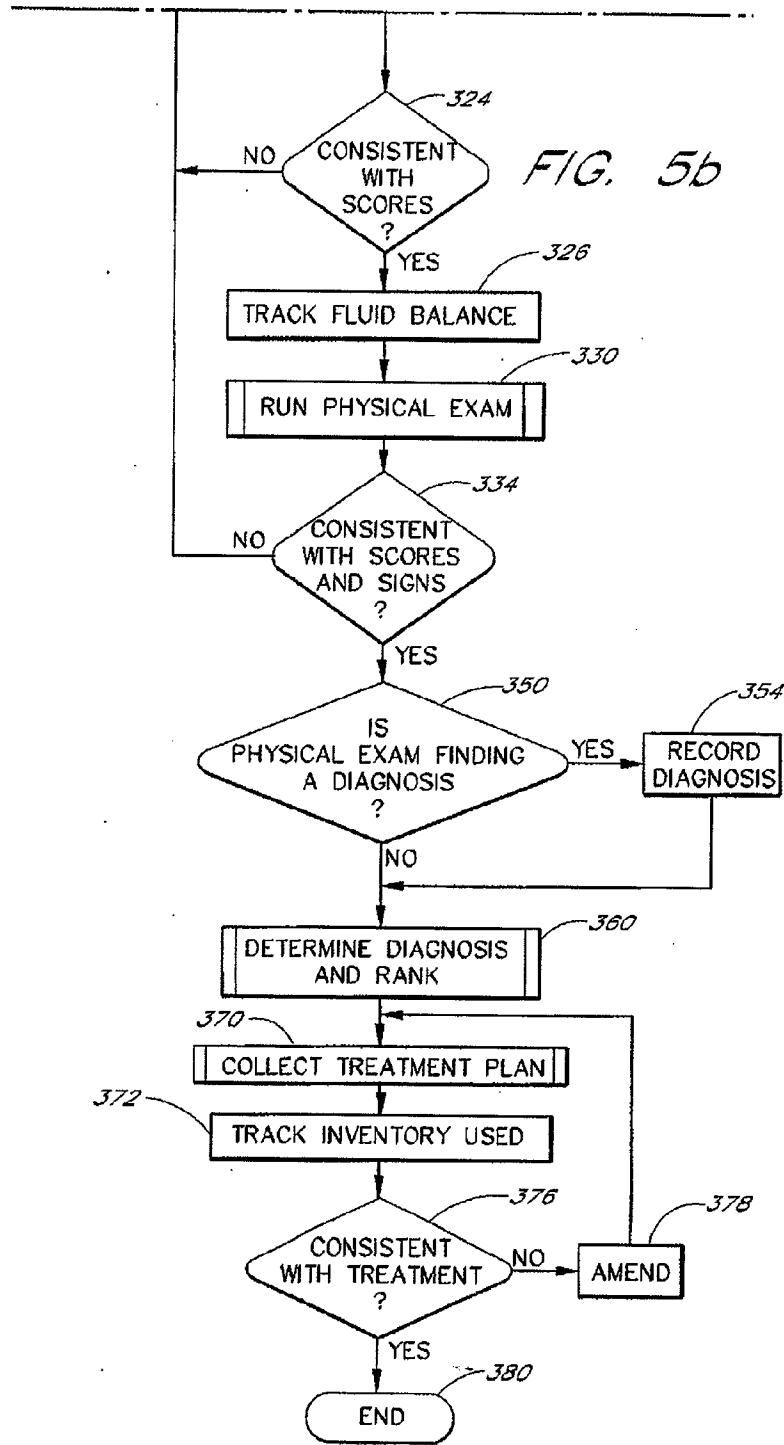 324
CONSISTENT
WITH
SCORES
?
NO
YES
FIG. 5b
326
TRACK FLUID BALANCE
330
RUN PHYSICAL EXAM
334
CONSISTENT
WITH SCORES
AND SIGNS
?
NO
YES
350
IS
PHYSICAL EXAM FINDING
A DIAGNOSIS
?
YES
354
RECORD
DIAGNOSIS
NO
360
DETERMINE DIAGNOSIS
AND RANK
370
COLLECT TREATMENT PLAN
372
TRACK INVENTORY USED
376
CONSISTENT
WITH TREATMENT
?
NO
378
AMEND
YES
380
END